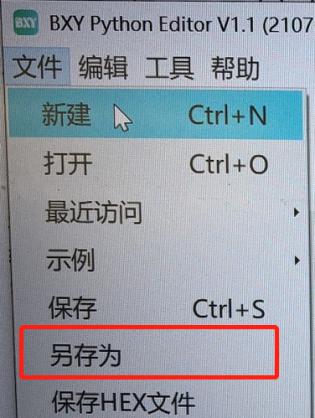 BXY BXY Python Editor V1.1 (2107
文件 编辑 工具 帮助
新建 Ctrl+N
打开 Ctrl+O
最近访问
示例
保存 Ctrl+S
另存为
保存HEX文件